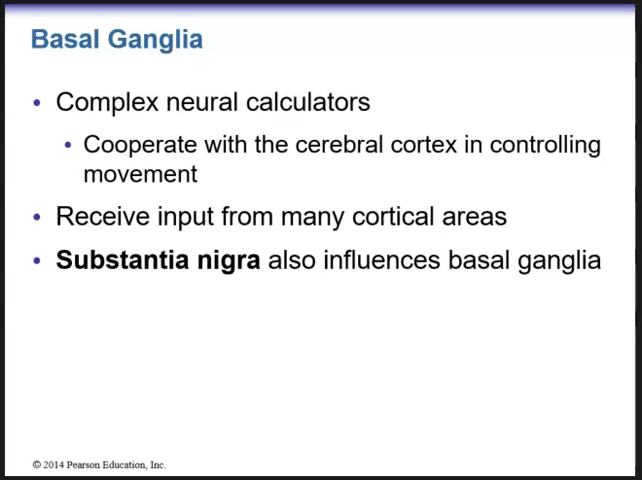 Basal Ganglia
• Complex neural calculators
• Cooperate with the cerebral cortex in controlling
movement
• Receive input from many cortical areas
• Substantia nigra also influences basal ganglia
© 2014 Pearson Education, Inc.